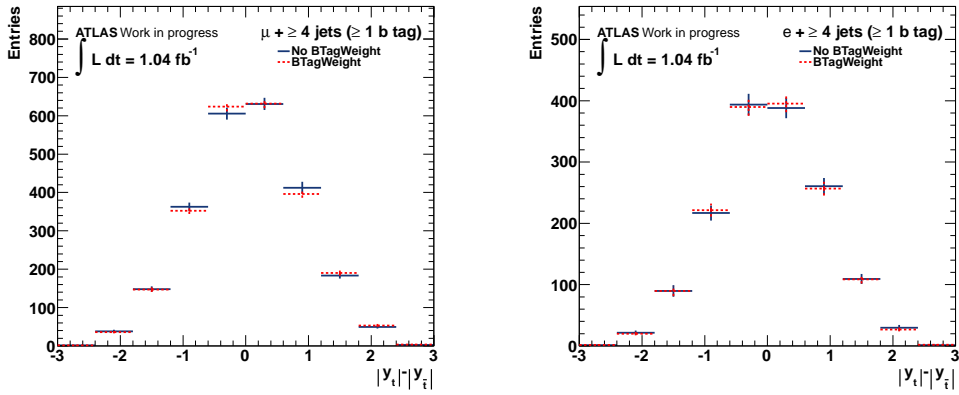 Entries
ATLAS Work in progress
μ + ≥ 4 jets (≥ 1 b tag)
∫ L dt = 1.04 fb⁻¹
No BTagWeight
BTagWeight
800
700
600
500
400
300
200
100
0
-3 -2 -1 0 1 2 3
|y_t|-|y_t̄|
Entries
ATLAS Work in progress
e + ≥ 4 jets (≥ 1 b tag)
∫ L dt = 1.04 fb⁻¹
No BTagWeight
BTagWeight
500
400
300
200
100
0
-3 -2 -1 0 1 2 3
|y_t|-|y_t̄|